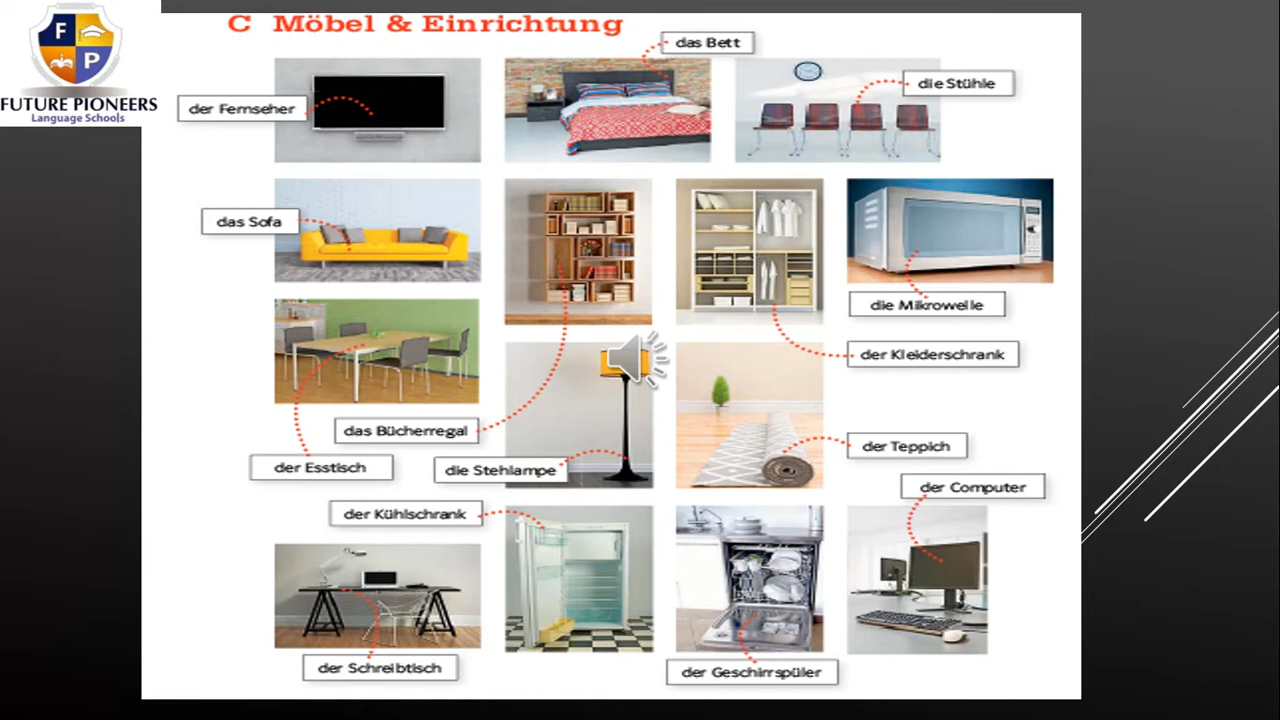 C Möbel & Einrichtung
F
P
FUTURE PIONEERS
Language Schools
das Bett
die Stühle
der Fernseher
das Sofa
die Mikrowelle
der Kleiderschrank
das Bücherregal
der Teppich
der Esstisch
die Stehlampe
der Computer
der Kühlschrank
der Schreibtisch
der Geschirrspüler